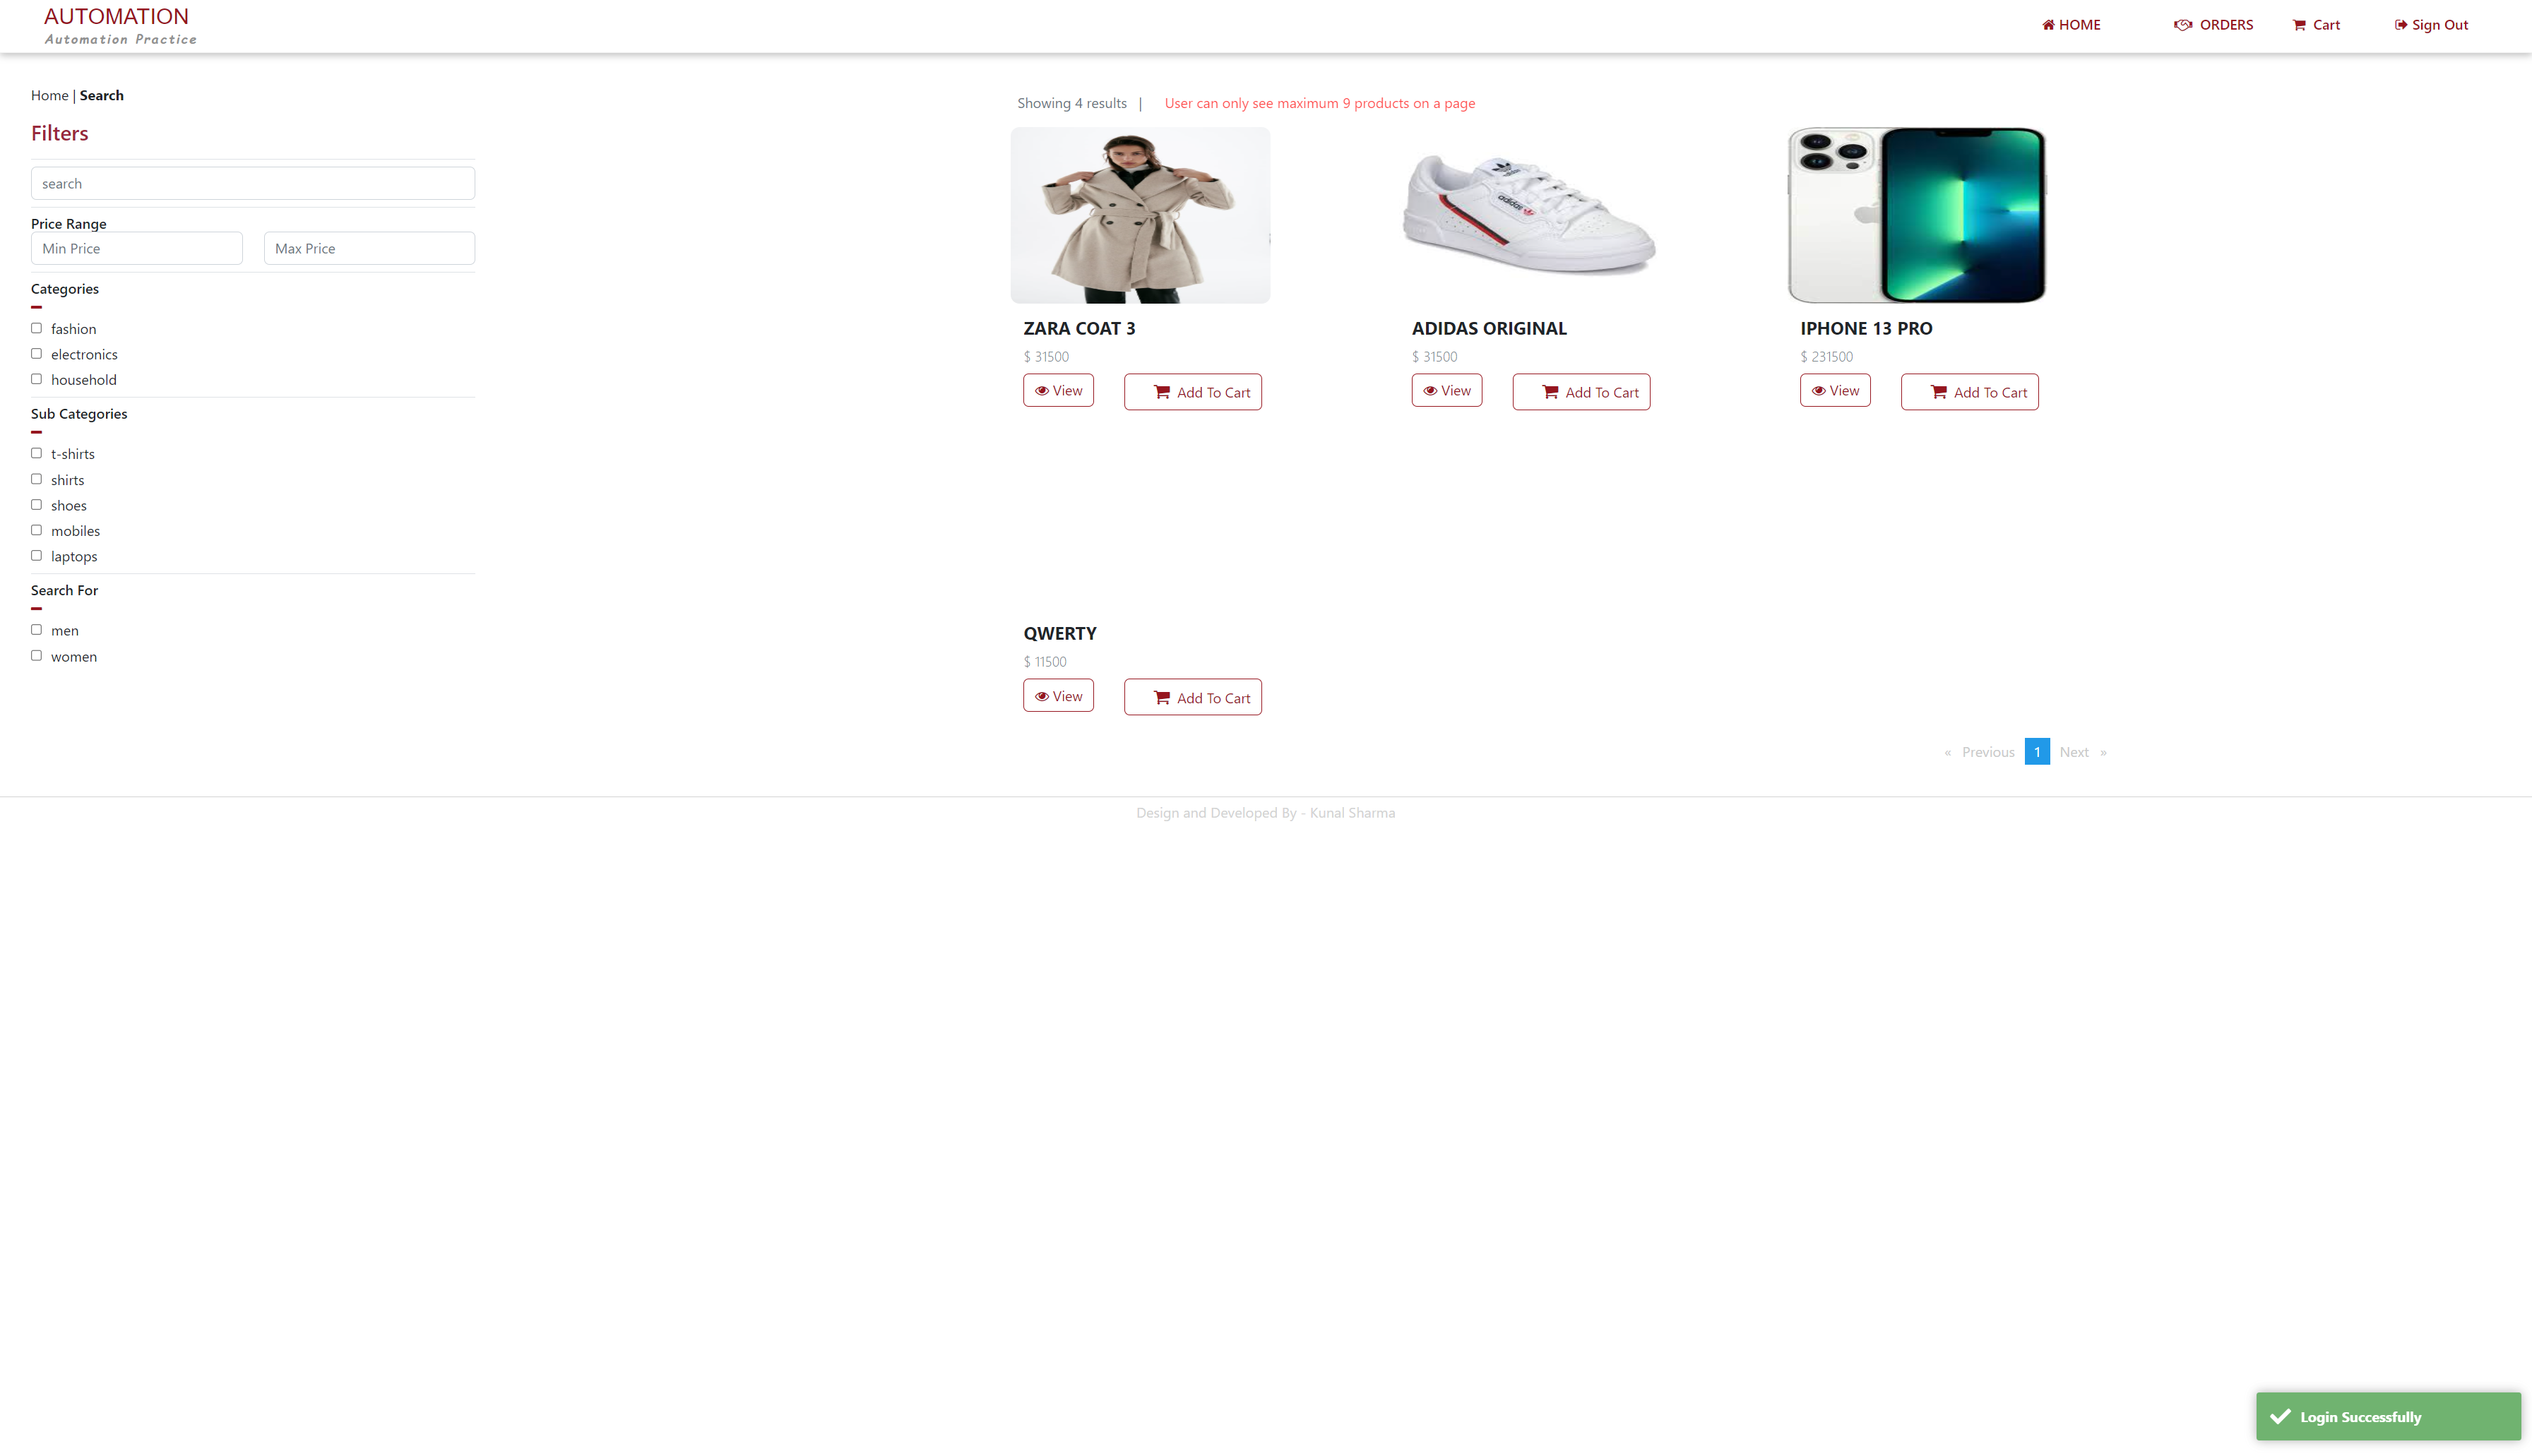 AUTOMATION
Automation Practice
HOME
ORDERS
Cart
Sign Out
Home | Search
Filters
search
Price Range
Min Price
Max Price
Categories
fashion
electronics
household
Sub Categories
t-shirts
shirts
shoes
mobiles
laptops
Search For
men
women
Showing 4 results |
User can only see maximum 9 products on a page
adidas
ZARA COAT 3
$ 31500
View
Add To Cart
ADIDAS ORIGINAL
$ 31500
View
Add To Cart
IPHONE 13 PRO
$ 231500
View
Add To Cart
QWERTY
$ 11500
View
Add To Cart
« Previous 1 Next »
Design and Developed By - Kunal Sharma
Login Successfully